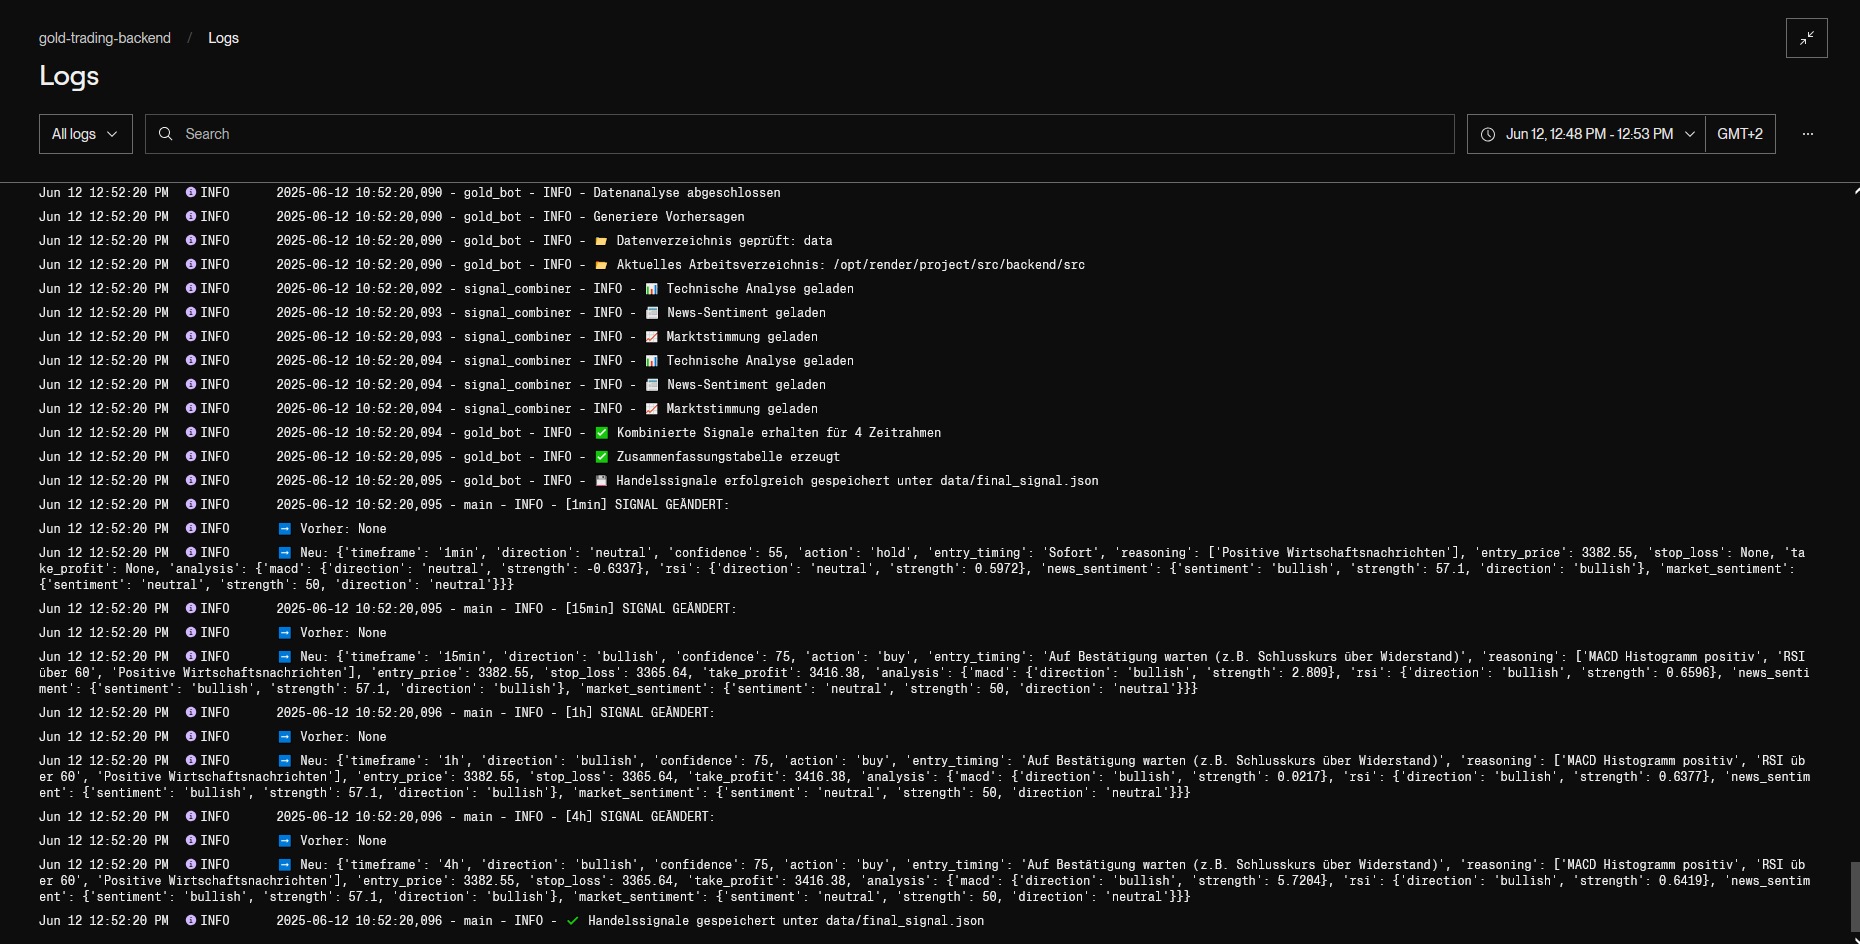 gold-trading-backend / Logs
Logs
All logs
Search
Jun 12, 12:48 PM - 12:53 PM
GMT+2
Jun 12 12:52:20 PM INFO 2025-06-12 10:52:20,090 - gold_bot - INFO - Datenanalyse abgeschlossen
Jun 12 12:52:20 PM INFO 2025-06-12 10:52:20,090 - gold_bot - INFO - Generiere Vorhersagen
Jun 12 12:52:20 PM INFO 2025-06-12 10:52:20,090 - gold_bot - INFO - 📂 Datenverzeichnis geprüft: data
Jun 12 12:52:20 PM INFO 2025-06-12 10:52:20,090 - gold_bot - INFO - 📂 Aktuelles Arbeitsverzeichnis: /opt/render/project/src/backend/src
Jun 12 12:52:20 PM INFO 2025-06-12 10:52:20,092 - signal_combiner - INFO - 📊 Technische Analyse geladen
Jun 12 12:52:20 PM INFO 2025-06-12 10:52:20,093 - signal_combiner - INFO - 📰 News-Sentiment geladen
Jun 12 12:52:20 PM INFO 2025-06-12 10:52:20,093 - signal_combiner - INFO - 📈 Marktstimmung geladen
Jun 12 12:52:20 PM INFO 2025-06-12 10:52:20,094 - signal_combiner - INFO - 📊 Technische Analyse geladen
Jun 12 12:52:20 PM INFO 2025-06-12 10:52:20,094 - signal_combiner - INFO - 📰 News-Sentiment geladen
Jun 12 12:52:20 PM INFO 2025-06-12 10:52:20,094 - signal_combiner - INFO - 📈 Marktstimmung geladen
Jun 12 12:52:20 PM INFO 2025-06-12 10:52:20,094 - gold_bot - INFO - ✅ Kombinierte Signale erhalten für 4 Zeitrahmen
Jun 12 12:52:20 PM INFO 2025-06-12 10:52:20,095 - gold_bot - INFO - ✅ Zusammenfassungstabelle erzeugt
Jun 12 12:52:20 PM INFO 2025-06-12 10:52:20,095 - gold_bot - INFO - 💾 Handelssignale erfolgreich gespeichert unter data/final_signal.json
Jun 12 12:52:20 PM INFO 2025-06-12 10:52:20,095 - main - INFO - [1min] SIGNAL GEÄNDERT:
Jun 12 12:52:20 PM INFO ➡️ Vorher: None
Jun 12 12:52:20 PM INFO ➡️ Neu: {'timeframe': '1min', 'direction': 'neutral', 'confidence': 55, 'action': 'hold', 'entry_timing': 'Sofort', 'reasoning': ['Positive Wirtschaftsnachrichten'], 'entry_price': 3382.55, 'stop_loss': None, 'ta
ke_profit': None, 'analysis': {'macd': {'direction': 'neutral', 'strength': -0.6337}, 'rsi': {'direction': 'neutral', 'strength': 0.5972}, 'news_sentiment': {'sentiment': 'bullish', 'strength': 57.1, 'direction': 'bullish'}, 'market_sentiment':
{'sentiment': 'neutral', 'strength': 50, 'direction': 'neutral'}}}
Jun 12 12:52:20 PM INFO 2025-06-12 10:52:20,095 - main - INFO - [15min] SIGNAL GEÄNDERT:
Jun 12 12:52:20 PM INFO ➡️ Vorher: None
Jun 12 12:52:20 PM INFO ➡️ Neu: {'timeframe': '15min', 'direction': 'bullish', 'confidence': 75, 'action': 'buy', 'entry_timing': 'Auf Bestätigung warten (z.B. Schlusskurs über Widerstand)', 'reasoning': ['MACD Histogramm positiv', 'RSI
über 60', 'Positive Wirtschaftsnachrichten'], 'entry_price': 3382.55, 'stop_loss': 3365.64, 'take_profit': 3416.38, 'analysis': {'macd': {'direction': 'bullish', 'strength': 2.809}, 'rsi': {'direction': 'bullish', 'strength': 0.6596}, 'news_senti
ment': {'sentiment': 'bullish', 'strength': 57.1, 'direction': 'bullish'}, 'market_sentiment': {'sentiment': 'neutral', 'strength': 50, 'direction': 'neutral'}}}
Jun 12 12:52:20 PM INFO 2025-06-12 10:52:20,096 - main - INFO - [1h] SIGNAL GEÄNDERT:
Jun 12 12:52:20 PM INFO ➡️ Vorher: None
Jun 12 12:52:20 PM INFO ➡️ Neu: {'timeframe': '1h', 'direction': 'bullish', 'confidence': 75, 'action': 'buy', 'entry_timing': 'Auf Bestätigung warten (z.B. Schlusskurs über Widerstand)', 'reasoning': ['MACD Histogramm positiv', 'RSI üb
er 60', 'Positive Wirtschaftsnachrichten'], 'entry_price': 3382.55, 'stop_loss': 3365.64, 'take_profit': 3416.38, 'analysis': {'macd': {'direction': 'bullish', 'strength': 0.0217}, 'rsi': {'direction': 'bullish', 'strength': 0.6377}, 'news_sentim
ent': {'sentiment': 'bullish', 'strength': 57.1, 'direction': 'bullish'}, 'market_sentiment': {'sentiment': 'neutral', 'strength': 50, 'direction': 'neutral'}}}
Jun 12 12:52:20 PM INFO 2025-06-12 10:52:20,096 - main - INFO - [4h] SIGNAL GEÄNDERT:
Jun 12 12:52:20 PM INFO ➡️ Vorher: None
Jun 12 12:52:20 PM INFO ➡️ Neu: {'timeframe': '4h', 'direction': 'bullish', 'confidence': 75, 'action': 'buy', 'entry_timing': 'Auf Bestätigung warten (z.B. Schlusskurs über Widerstand)', 'reasoning': ['MACD Histogramm positiv', 'RSI üb
er 60', 'Positive Wirtschaftsnachrichten'], 'entry_price': 3382.55, 'stop_loss': 3365.64, 'take_profit': 3416.38, 'analysis': {'macd': {'direction': 'bullish', 'strength': 5.7204}, 'rsi': {'direction': 'bullish', 'strength': 0.6419}, 'news_sentim
ent': {'sentiment': 'bullish', 'strength': 57.1, 'direction': 'bullish'}, 'market_sentiment': {'sentiment': 'neutral', 'strength': 50, 'direction': 'neutral'}}}
Jun 12 12:52:20 PM INFO 2025-06-12 10:52:20,096 - main - INFO - ✓ Handelssignale gespeichert unter data/final_signal.json